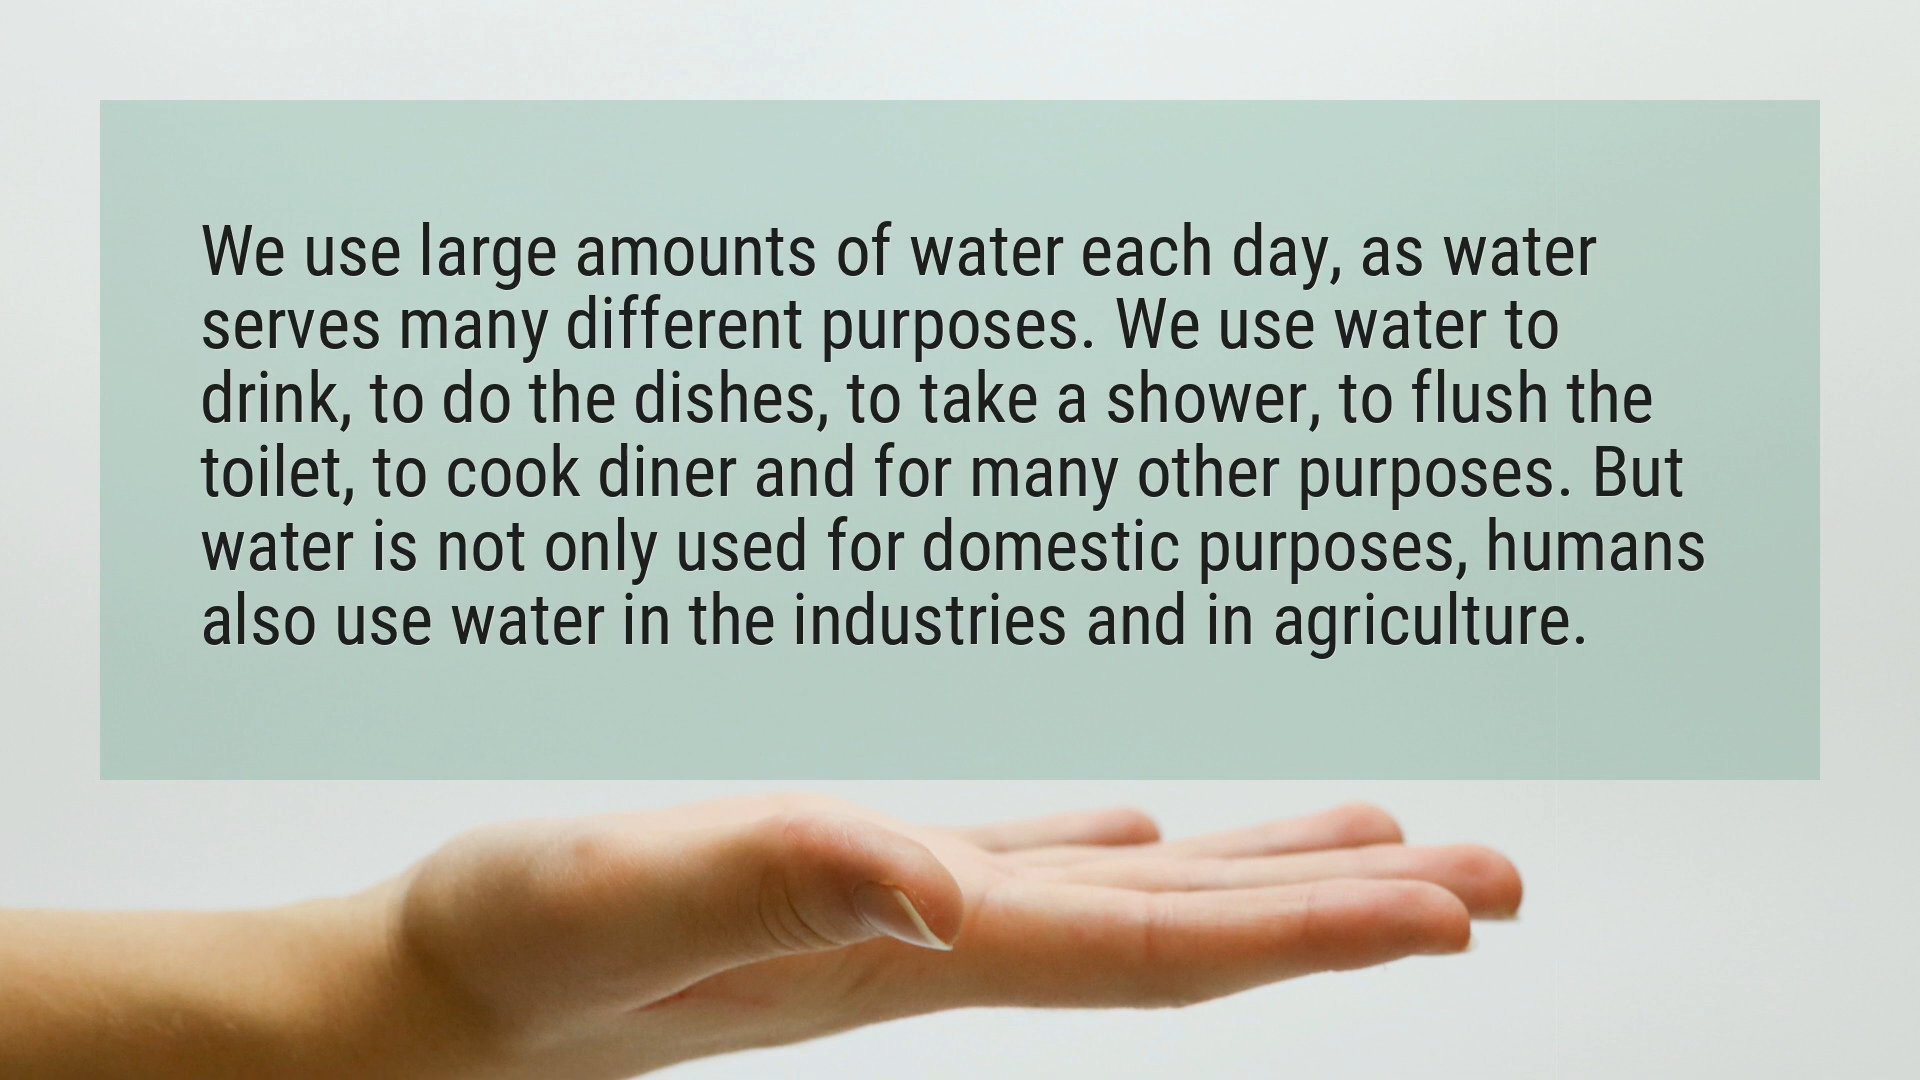 We use large amounts of water each day, as water
serves many different purposes. We use water to
drink, to do the dishes, to take a shower, to flush the
toilet, to cook diner and for many other purposes. But
water is not only used for domestic purposes, humans
also use water in the industries and in agriculture.